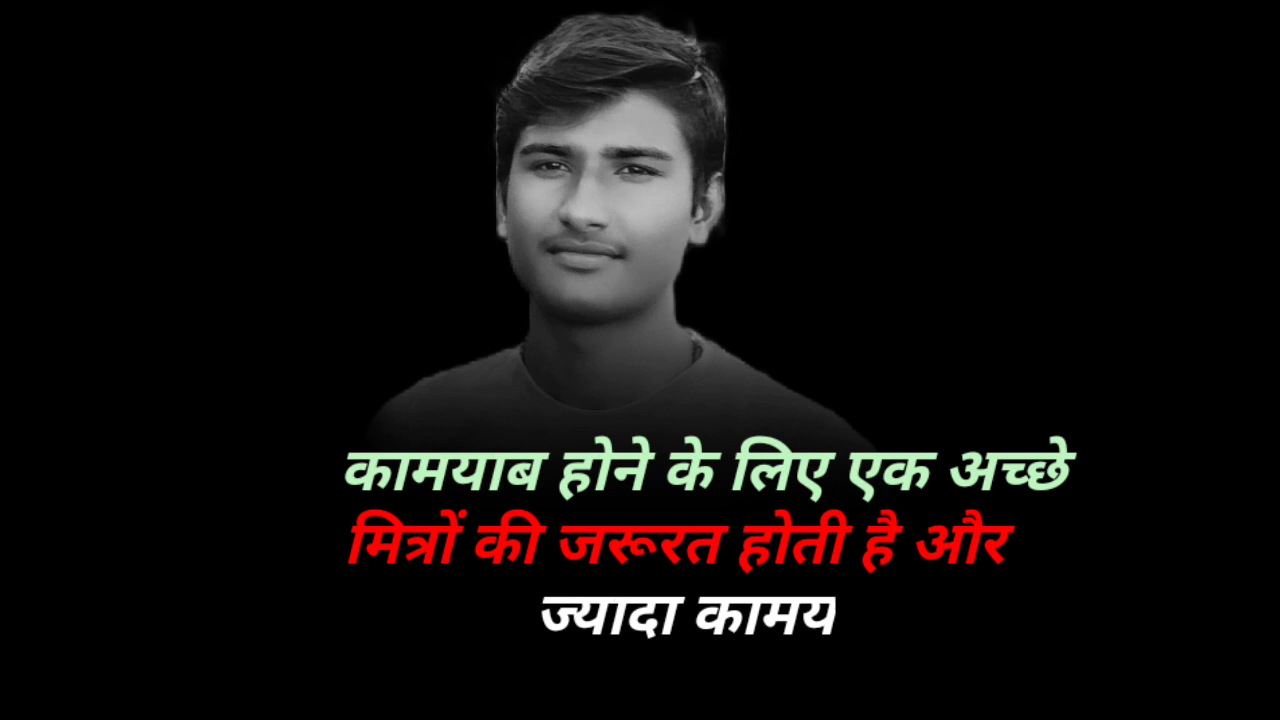 कामयाब होने के लिए एक अच्छे
मित्रों की जरूरत होती है और
ज्यादा कामय